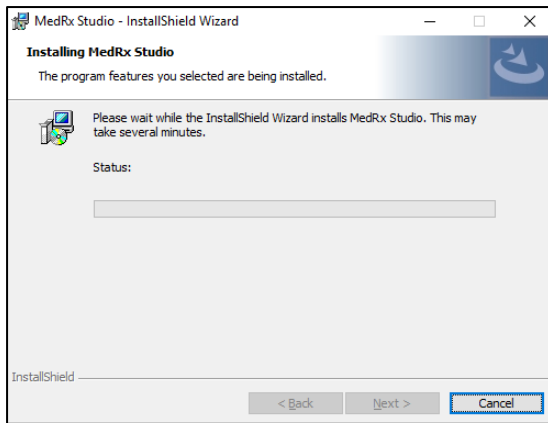 MedRx Studio - InstallShield Wizard
Installing MedRx Studio
The program features you selected are being installed.
Please wait while the InstallShield Wizard installs MedRx Studio. This may
take several minutes.
Status:
InstallShield
< Back Next > Cancel